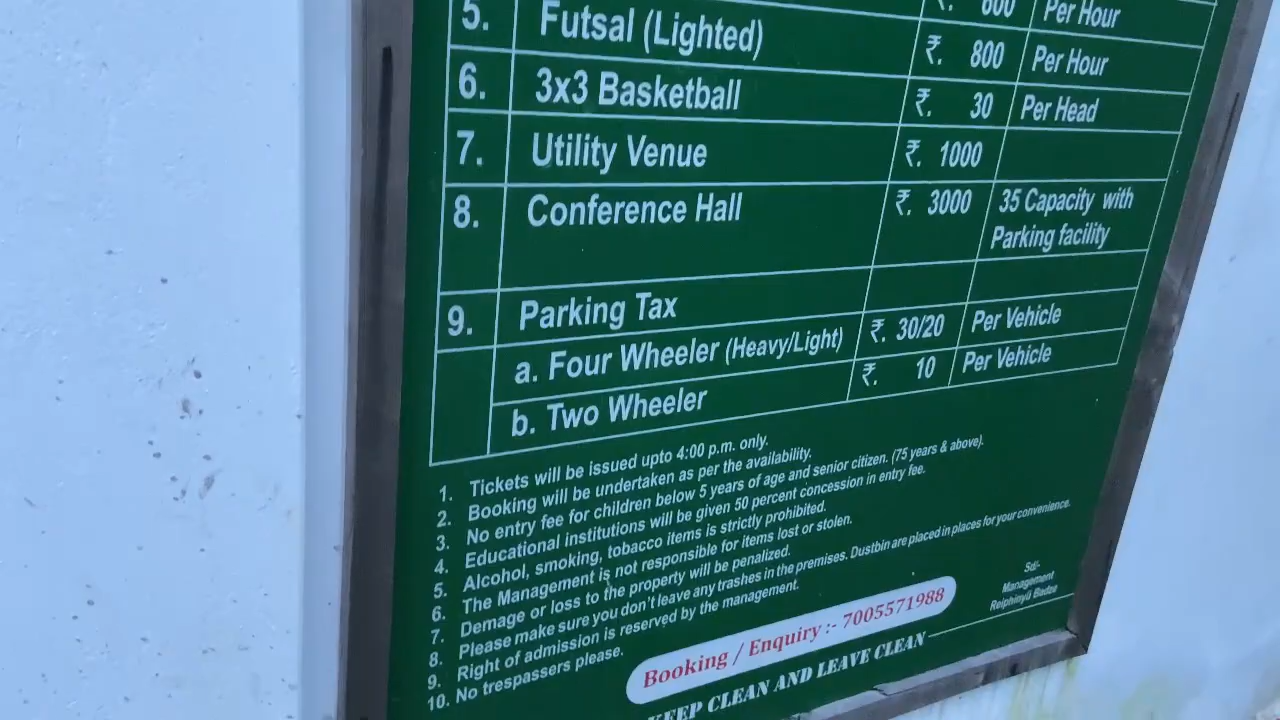 Per Hour
5. Futsal (Lighted) ₹. 800 Per Hour
6. 3x3 Basketball ₹. 30 Per Head
7. Utility Venue ₹. 1000
8. Conference Hall ₹. 3000 35 Capacity with
Parking facility
9. Parking Tax
a. Four Wheeler (Heavy/Light) ₹. 30/20 Per Vehicle
b. Two Wheeler ₹. 10 Per Vehicle
1. Tickets will be issued upto 4:00 p.m. only.
2. Booking will be undertaken as per the availability.
3. No entry fee for children below 5 years of age and senior citizen. (75 years & above).
4. Educational institutions will be given 50 percent concession in entry fee.
5. Alcohol, smoking, tobacco items is strictly prohibited.
6. The Management is not responsible for items lost or stolen.
7. Damage or loss to the property will be penalized.
8. Please make sure you don't leave any trashes in the premises. Dustbin are placed in places for your convenience.
9. Right of admission is reserved by the management.
10. No trespassers please.
Sd/-
Management
Reiphinyü Badze
Booking / Enquiry :- 7005571988
KEEP CLEAN AND LEAVE CLEAN